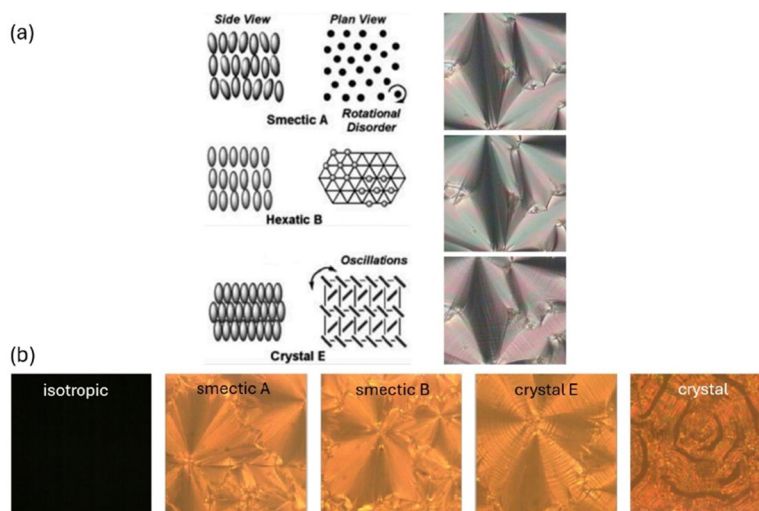 (a)
Side View Plan View
Smectic A
Rotational
Disorder
Hexatic B
Oscillations
Crystal E
(b)
isotropic smectic A smectic B crystal E crystal